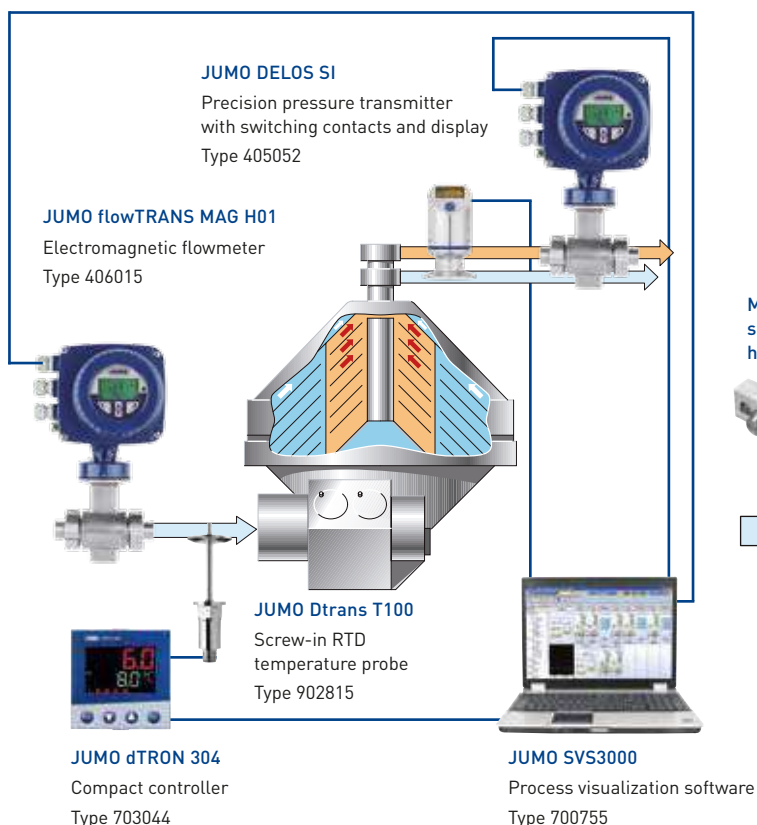 JUMO DELOS SI
Precision pressure transmitter
with switching contacts and display
Type 405052
JUMO flowTRANS MAG H01
Electromagnetic flowmeter
Type 406015
M
s
h
6.0
8.0
JUMO Dtrans T100
Screw-in RTD
temperature probe
Type 902815
JUMO dTRON 304
Compact controller
Type 703044
JUMO SVS3000
Process visualization software
Type 700755